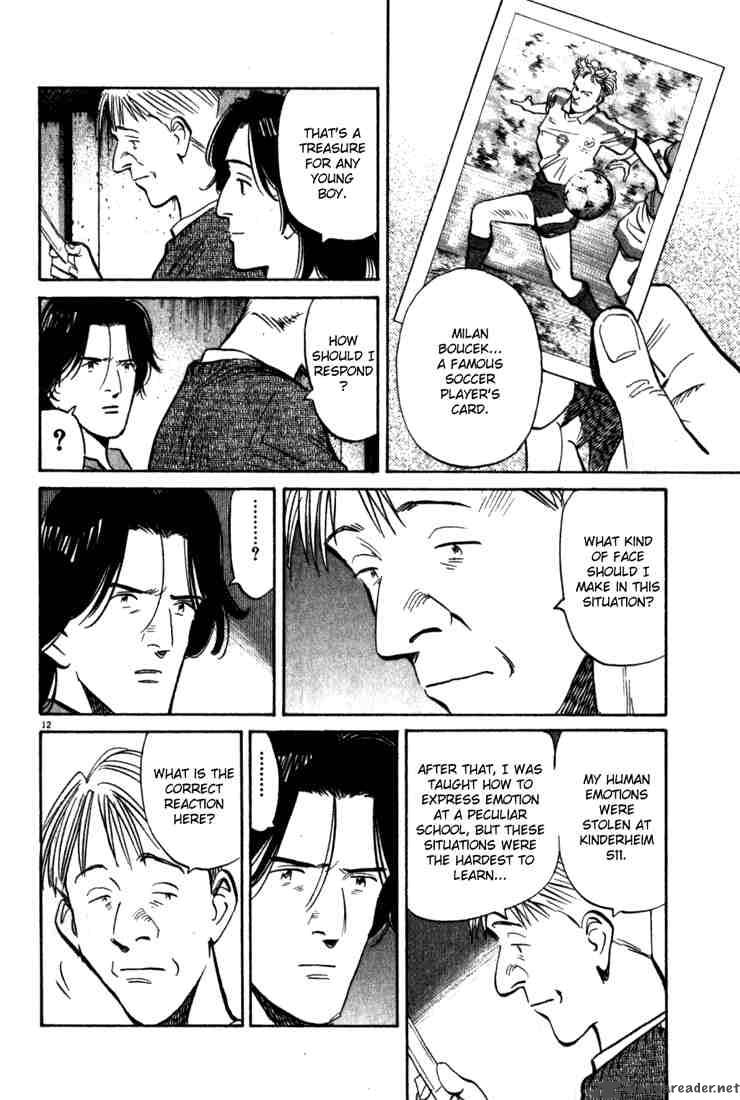 MILAN
BOUCEK...
A FAMOUS
SOCCER
PLAYER'S
CARD.
THAT'S A
TREASURE
FOR ANY
YOUNG
BOY.
HOW
SHOULD I
RESPOND
?
?
WHAT KIND
OF FACE
SHOULD I
MAKE IN THIS
SITUATION?
........?
12
MY HUMAN
EMOTIONS
WERE
STOLEN AT
KINDERHEIM
511.
AFTER THAT, I WAS
TAUGHT HOW TO
EXPRESS EMOTION
AT A PECULIAR
SCHOOL, BUT THESE
SITUATIONS WERE
THE HARDEST TO
LEARN...
........
WHAT IS THE
CORRECT
REACTION
HERE?